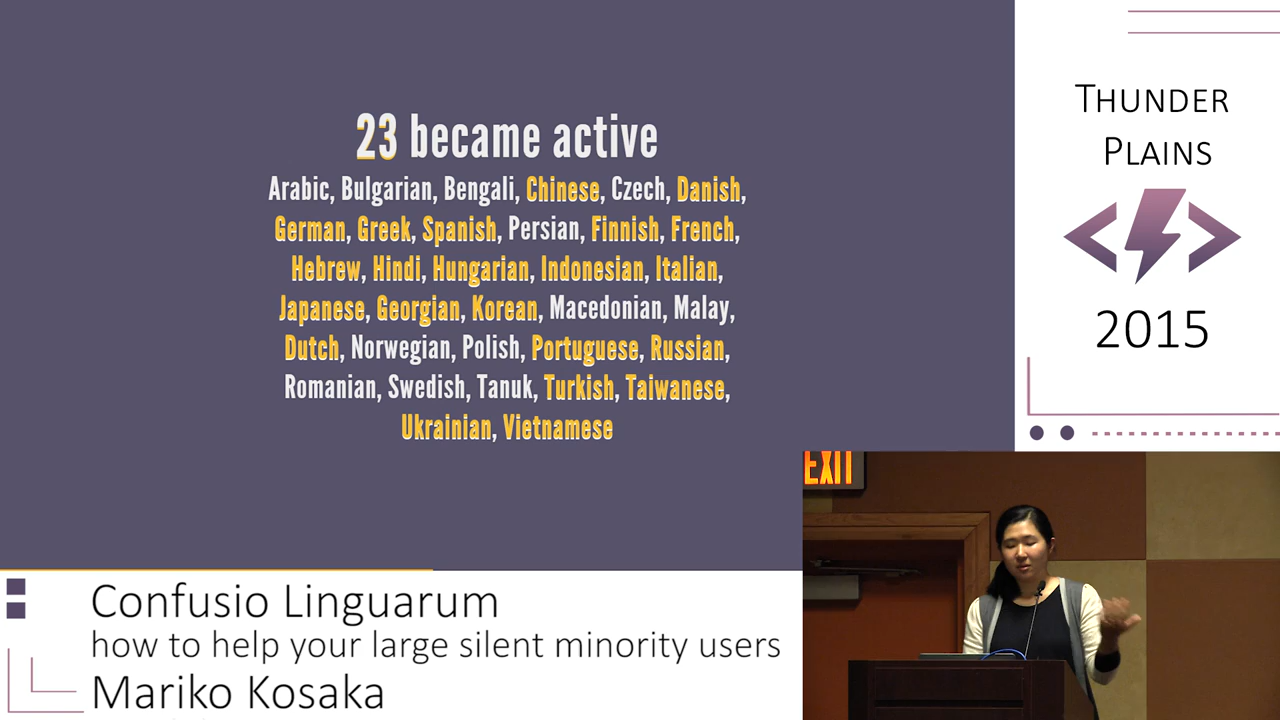 23 became active
Arabic, Bulgarian, Bengali, Chinese, Czech, Danish,
German, Greek, Spanish, Persian, Finnish, French,
Hebrew, Hindi, Hungarian, Indonesian, Italian,
Japanese, Georgian, Korean, Macedonian, Malay,
Dutch, Norwegian, Polish, Portuguese, Russian,
Romanian, Swedish, Tanuk, Turkish, Taiwanese,
Ukrainian, Vietnamese
THUNDER
PLAINS
2015
EXIT
Confusio Linguarum
how to help your large silent minority users
Mariko Kosaka